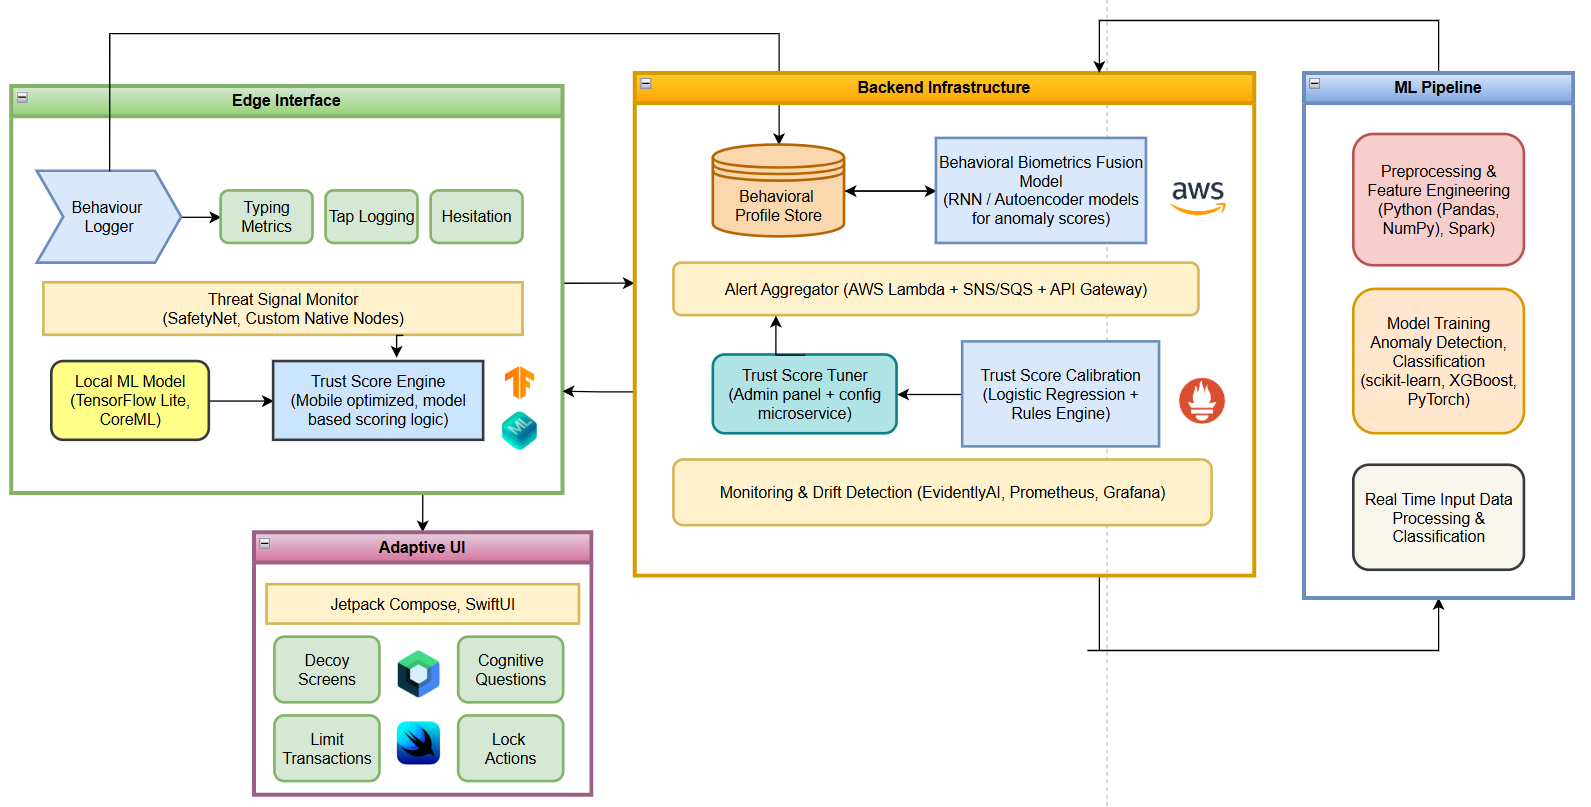 Edge Interface
Behaviour
Logger
Typing
Metrics
Tap Logging
Hesitation
Threat Signal Monitor
(SafetyNet, Custom Native Nodes)
Local ML Model
(TensorFlow Lite,
CoreML)
Trust Score Engine
(Mobile optimized, model
based scoring logic)
ML
Adaptive UI
Jetpack Compose, SwiftUI
Decoy
Screens
Cognitive
Questions
Limit
Transactions
Lock
Actions
Backend Infrastructure
Behavioral
Profile Store
Behavioral Biometrics Fusion
Model
(RNN / Autoencoder models
for anomaly scores)
aws
Alert Aggregator (AWS Lambda + SNS/SQS + API Gateway)
Trust Score Tuner
(Admin panel + config
microservice)
Trust Score Calibration
(Logistic Regression +
Rules Engine)
Monitoring & Drift Detection (EvidentlyAI, Prometheus, Grafana)
ML Pipeline
Preprocessing &
Feature Engineering
(Python (Pandas,
NumPy), Spark)
Model Training
Anomaly Detection,
Classification
(scikit-learn, XGBoost,
PyTorch)
Real Time Input Data
Processing &
Classification